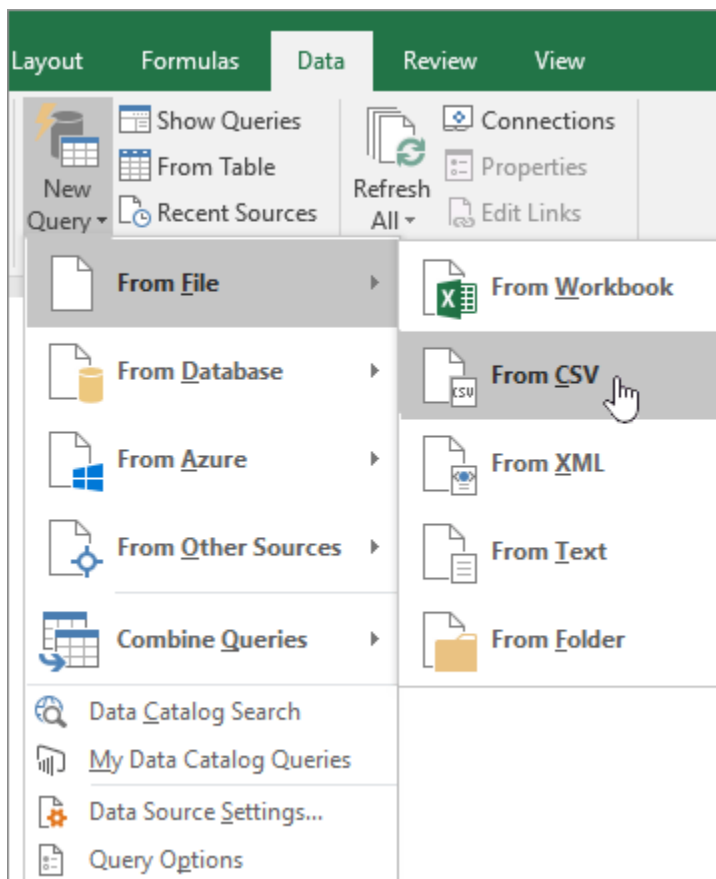 Layout Formulas Data Review View
New Query
Show Queries
From Table
Recent Sources
Refresh All
Connections
Properties
Edit Links
From File
From Database
From Azure
From Other Sources
Combine Queries
Data Catalog Search
My Data Catalog Queries
Data Source Settings...
Query Options
From Workbook
CSV
From CSV
From XML
From Text
From Folder